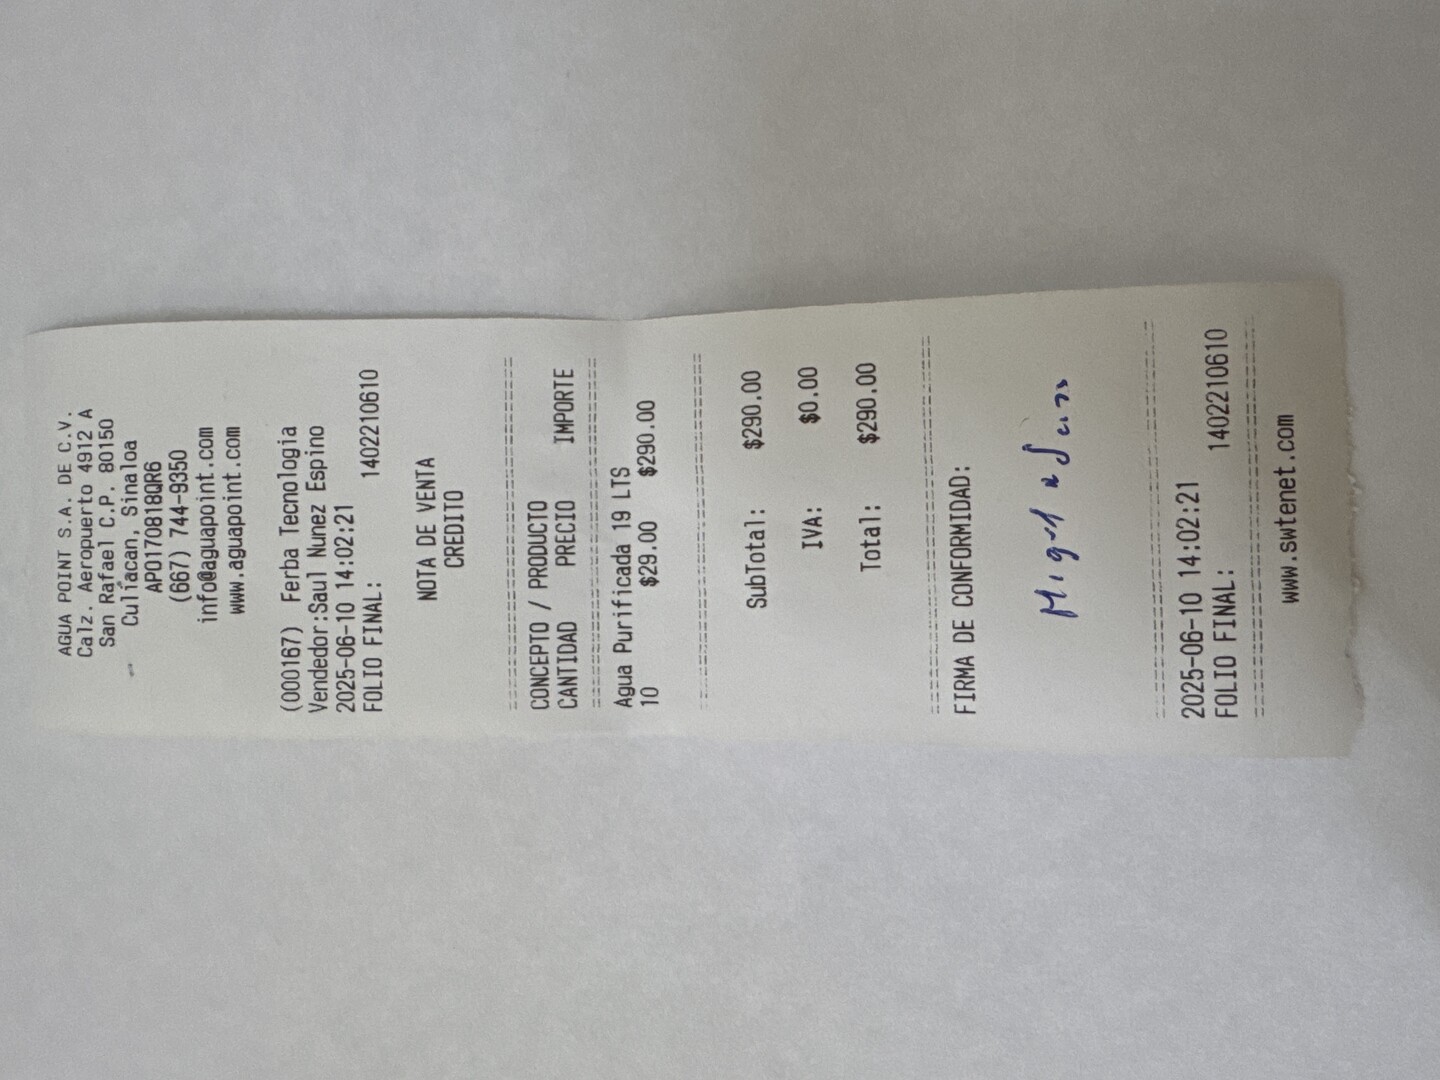 AGUA POINT S.A. DE C.V.
Calz. Aeropuerto 4912 A
San Rafael C.P. 80150
Culiacan, Sinaloa
APO170818QR6
(667) 744-9350
info@aguapoint.com
www.aguapoint.com
(000167) Ferba Tecnologia
Vendedor:Saul Nunez Espino
2025-06-10 14:02:21
FOLIO FINAL: 1402210610
NOTA DE VENTA
CREDITO
CONCEPTO / PRODUCTO
CANTIDAD PRECIO IMPORTE
Agua Purificada 19 LTS
10 $29.00 $290.00
SubTotal: $290.00
IVA: $0.00
Total: $290.00
FIRMA DE CONFORMIDAD:
2025-06-10 14:02:21
FOLIO FINAL: 1402210610
www.swtenet.com